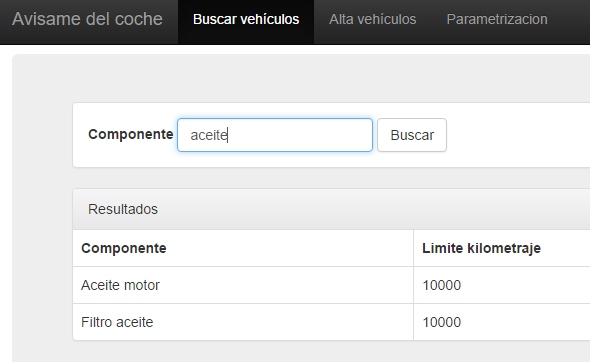 Avisame del coche Buscar vehículos Alta vehículos Parametrizacion
Componente aceite Buscar
Resultados
Componente Limite kilometraje
Aceite motor 10000
Filtro aceite 10000